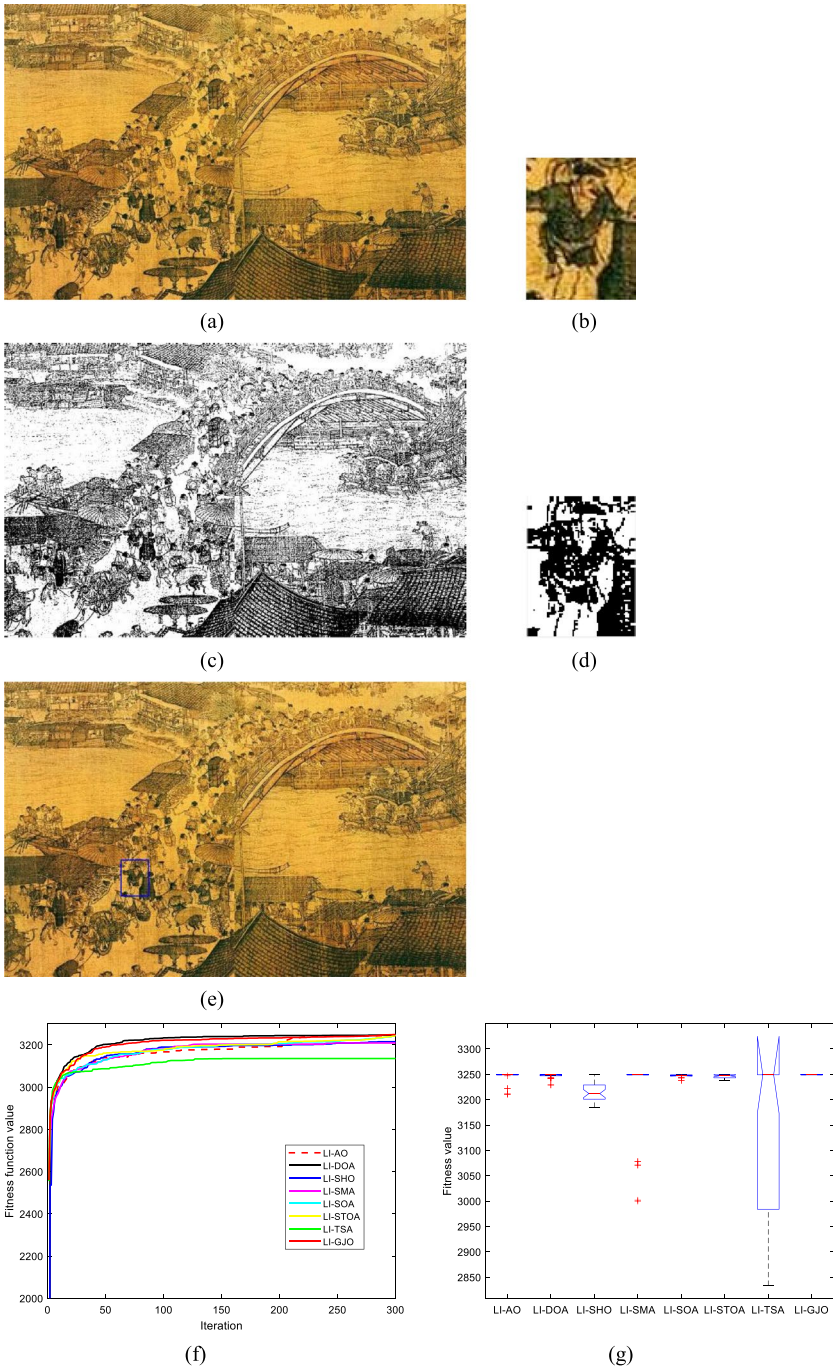 (a)
(b)
(c)
(d)
(e)
Fitness function value
3200
3000
2800
2600
2400
2200
2000
0
50
100
150
200
250
300
Iteration
LI-AO
LI-DOA
LI-SHO
LI-SMA
LI-SOA
LI-STOA
LI-TSA
LI-GJO
(f)
Fitness value
3300
3250
3200
3150
3100
3050
3000
2950
2900
2850
LI-AO
LI-DOA
LI-SHO
LI-SMA
LI-SOA
LI-STOA
LI-TSA
LI-GJO
(g)